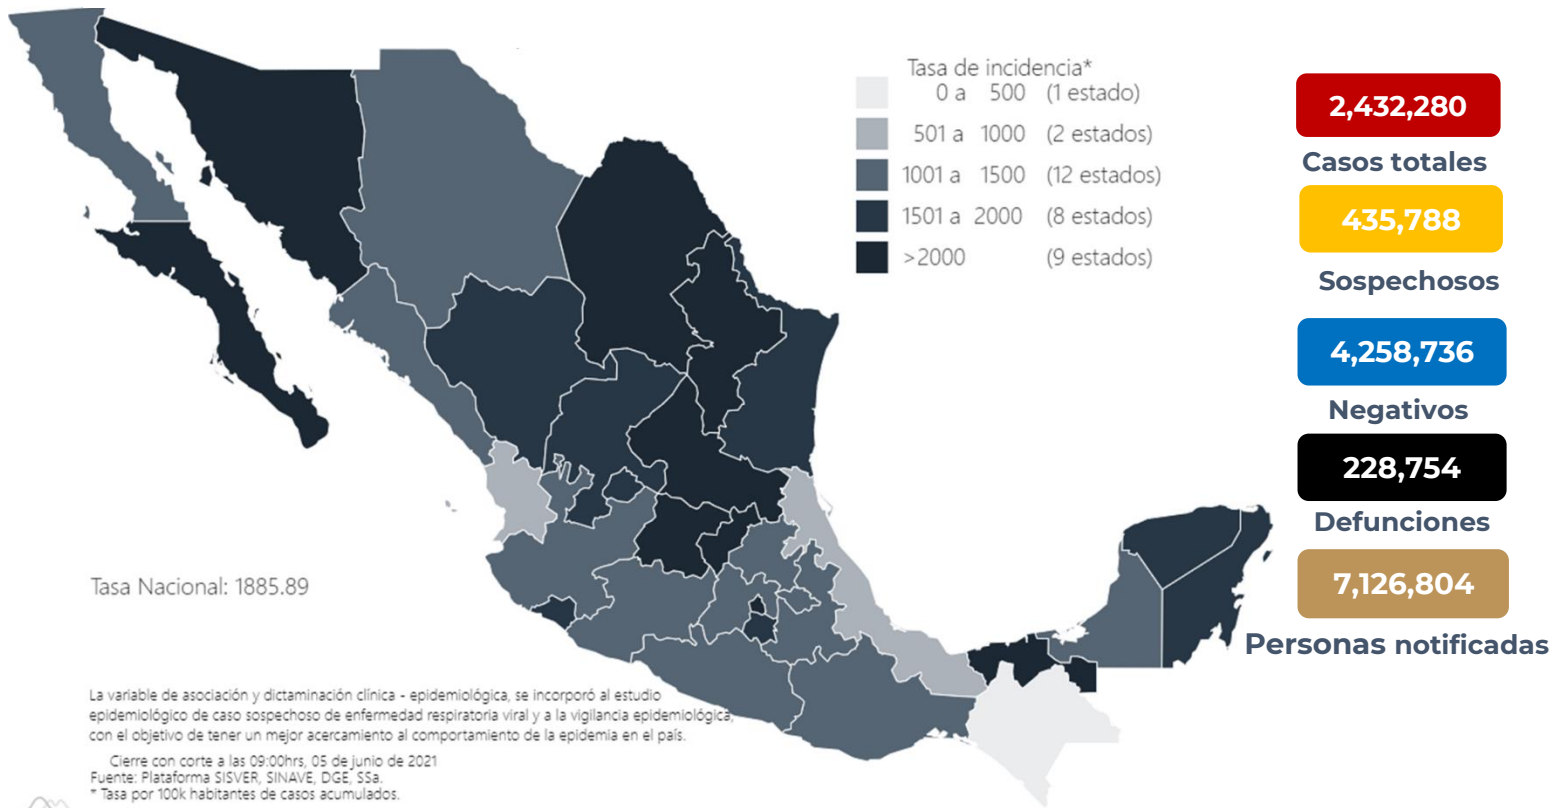 Tasa de incidencia*
0 a 500 (1 estado)
501 a 1000 (2 estados)
1001 a 1500 (12 estados)
1501 a 2000 (8 estados)
>2000 (9 estados)
2,432,280
Casos totales
435,788
Sospechosos
4,258,736
Negativos
228,754
Defunciones
7,126,804
Personas notificadas
Tasa Nacional: 1885.89
La variable de asociación y dictaminación clínica - epidemiológica, se incorporó al estudio
epidemiológico de caso sospechoso de enfermedad respiratoria viral y a la vigilancia epidemiológica,
con el objetivo de tener un mejor acercamiento al comportamiento de la epidemia en el país.
Cierre con corte a las 09:00hrs, 05 de junio de 2021
Fuente: Plataforma SISVER, SINAVE, DGE, SSa.
* Tasa por 100k habitantes de casos acumulados.